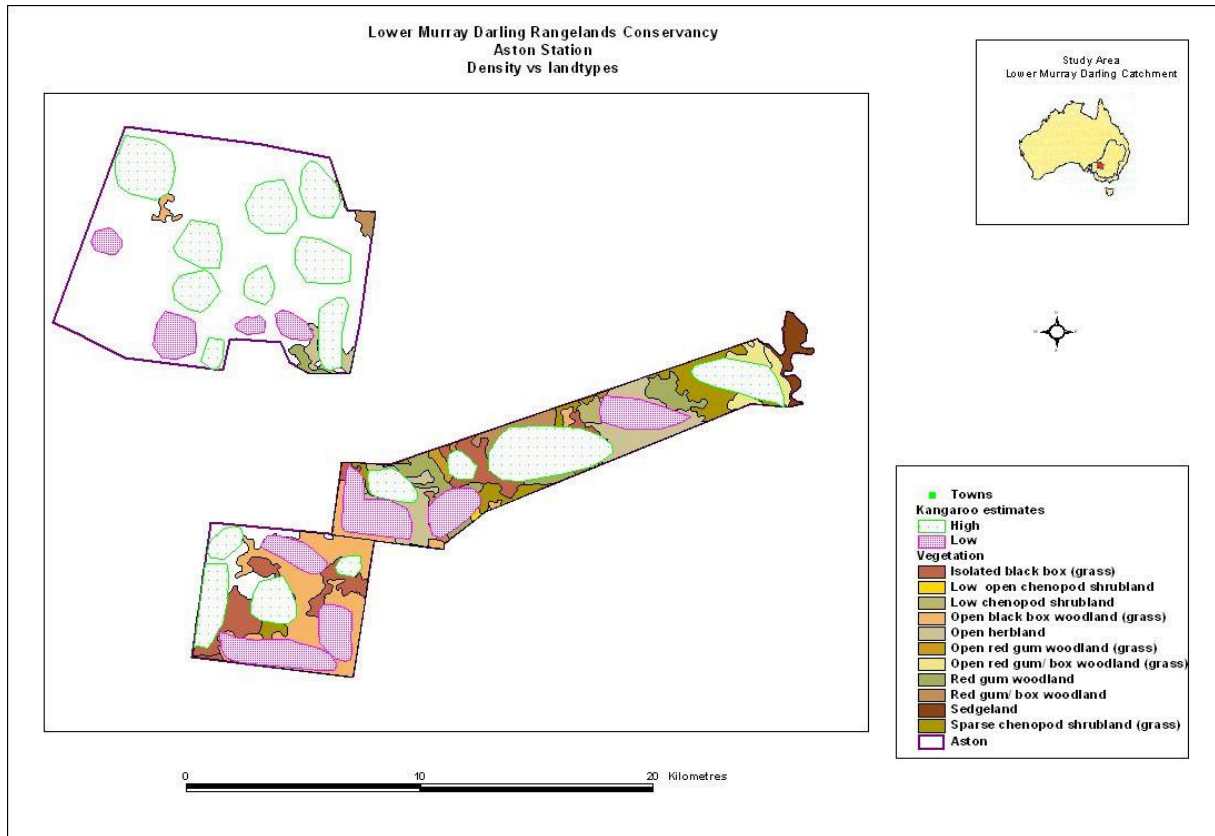 Lower Murray Darling Rangelands Conservancy
Aston Station
Density vs landtypes
Study Area
Lower Murray Darling Catchment
Towns
Kangaroo estimates
High
Low
Vegetation
Isolated black box (grass)
Low open chenopod shrubland
Low chenopod shrubland
Open black box woodland (grass)
Open herbland
Open red gum woodland (grass)
Open red gum/ box woodland (grass)
Red gum woodland
Red gum/ box woodland
Sedgeland
Sparse chenopod shrubland (grass)
Aston
0 10 20 Kilometres